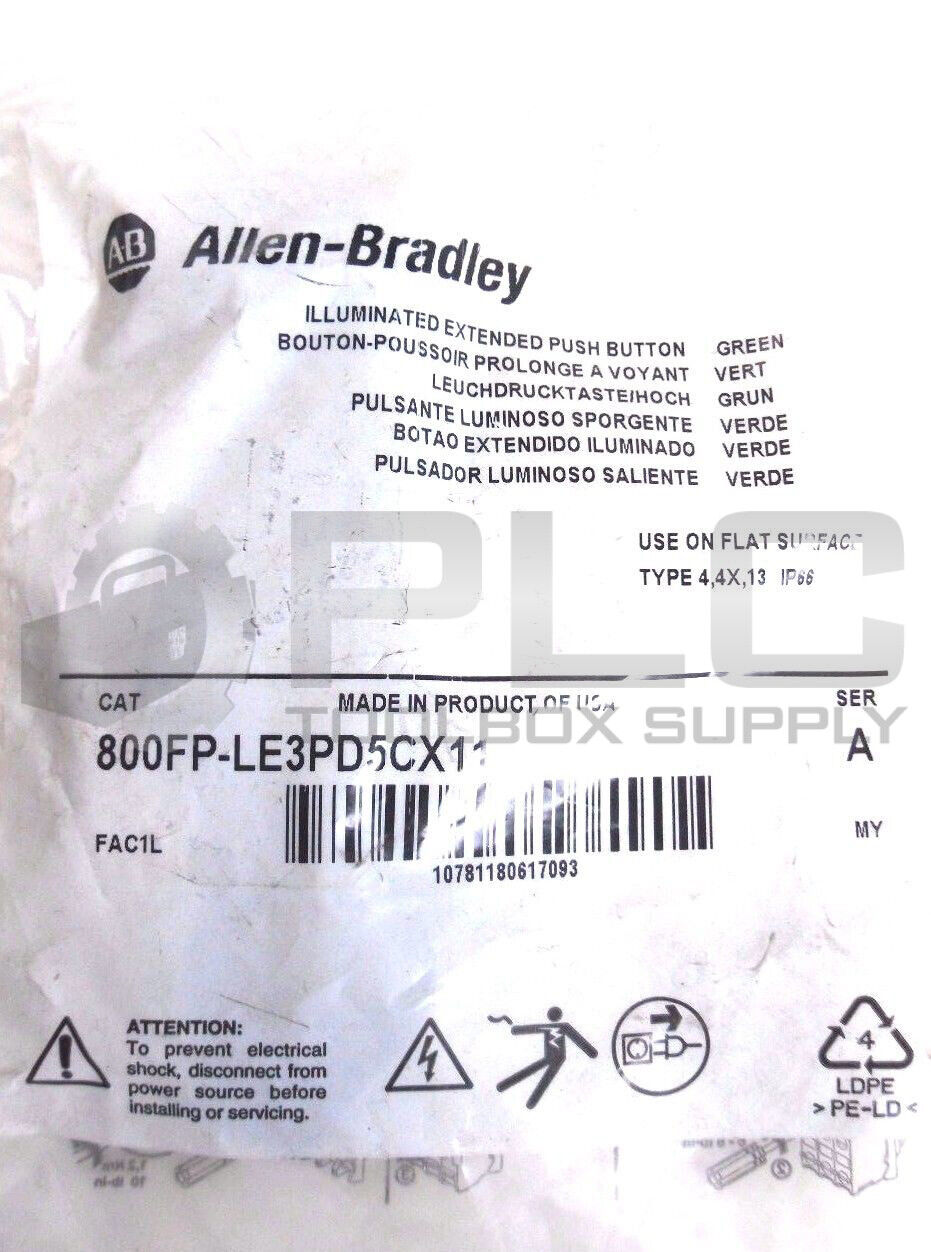 AB Allen-Bradley
ILLUMINATED EXTENDED PUSH BUTTON GREEN
BOUTON-POUSSOIR PROLONGE A VOYANT VERT
LEUCHDRUCKTASTE/HOCH GRUN
PULSANTE LUMINOSO SPORGENTE VERDE
BOTAO EXTENDIDO ILUMINADO VERDE
PULSADOR LUMINOSO SALIENTE VERDE
USE ON FLAT SURFACE
TYPE 4,4X,13 IP66
PLC
TOOLBOX SUPPLY
CAT MADE IN PRODUCT OF USA SER
800FP-LE3PD5CX11 A
FAC1L MY
10781180617093
ATTENTION:
To prevent electrical
shock, disconnect from
power source before
installing or servicing.
4
LDPE
>PE-LD<